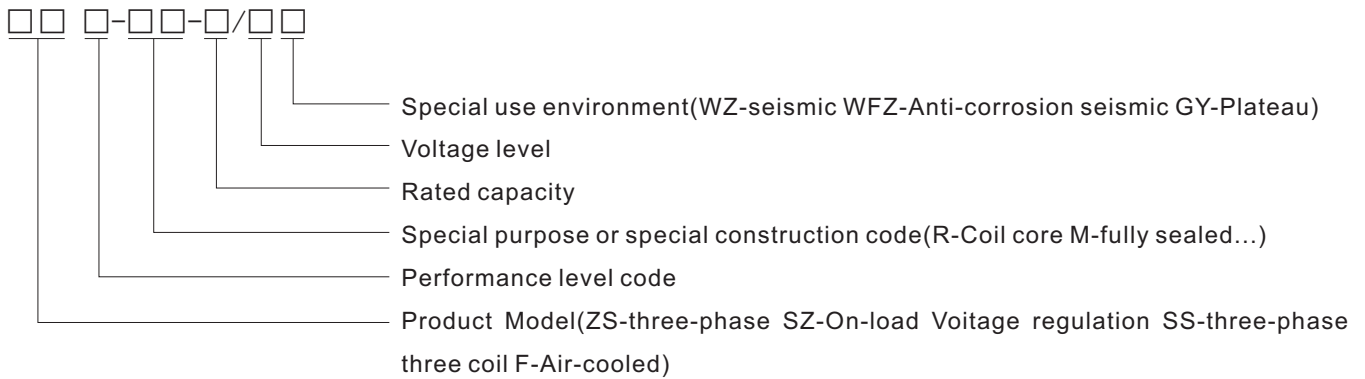 □□ □-□□-□/□□
Special use environment(WZ-seismic WFZ-Anti-corrosion seismic GY-Plateau)
Voltage level
Rated capacity
Special purpose or special construction code(R-Coil core M-fully sealed...)
Performance level code
Product Model(ZS-three-phase SZ-On-load Voitage regulation SS-three-phase
three coil F-Air-cooled)